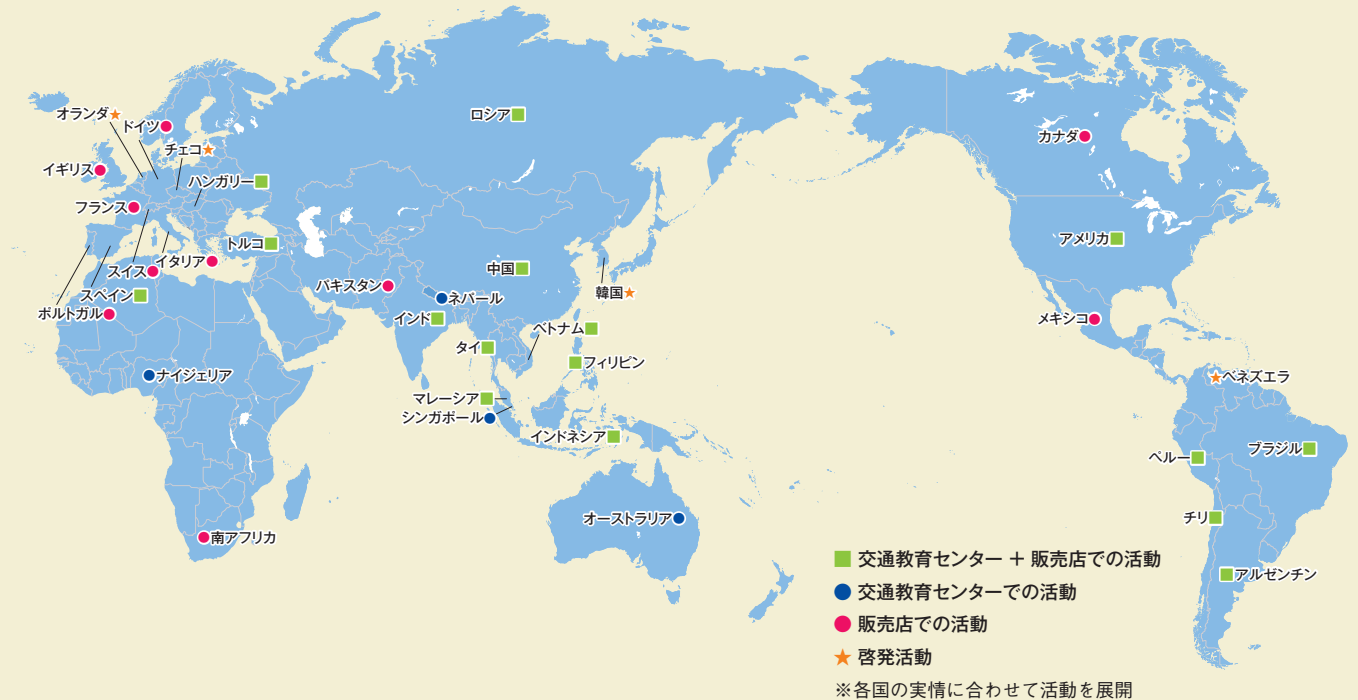 オランダ
ドイツ
チェコ
イギリス
ハンガリー
フランス
トルコ
スイス
イタリア
スペイン
ポルトガル
ナイジェリア
南アフリカ
ロシア
中国
パキスタン
ネパール
インド
韓国
ベトナム
タイ
フィリピン
マレーシア
シンガポール
インドネシア
オーストラリア
カナダ
アメリカ
メキシコ
ベネズエラ
ペルー
ブラジル
チリ
アルゼンチン
交通教育センター + 販売店での活動
交通教育センターでの活動
販売店での活動
啓発活動
※各国の実情に合わせて活動を展開